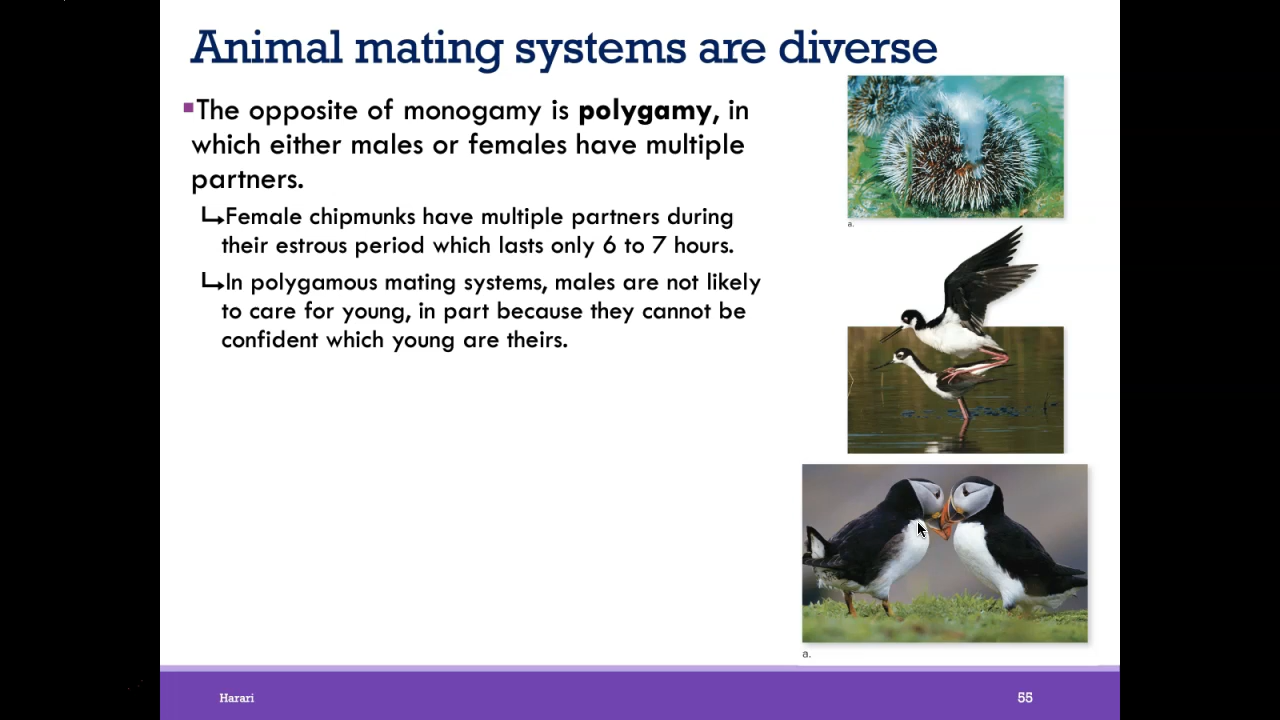 Animal mating systems are diverse
▪The opposite of monogamy is polygamy, in
which either males or females have multiple
partners.
↳Female chipmunks have multiple partners during
their estrous period which lasts only 6 to 7 hours.
↳In polygamous mating systems, males are not likely
to care for young, in part because they cannot be
confident which young are theirs.
a.
a.
Harari
55